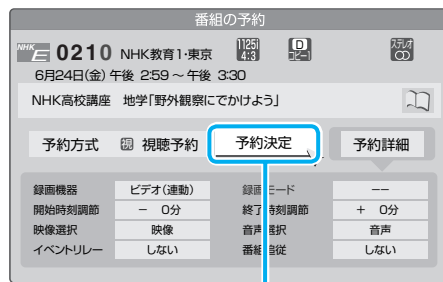 番組の予約
NHKE 0210 NHK教育1・東京 1125i 4:3 D コピー1 ステレオ
6月24日(金) 午後 2:59 ～ 午後 3:30
NHK高校講座 地学「野外観察にでかけよう」
予約方式 視 視聴予約 予約決定 予約詳細
録画機器 ビデオ(連動) 録画モード −−
開始時刻調節 − 0分 終了時刻調節 + 0分
映像選択 映像 音声選択 音声
イベントリレー しない 番組追従 しない